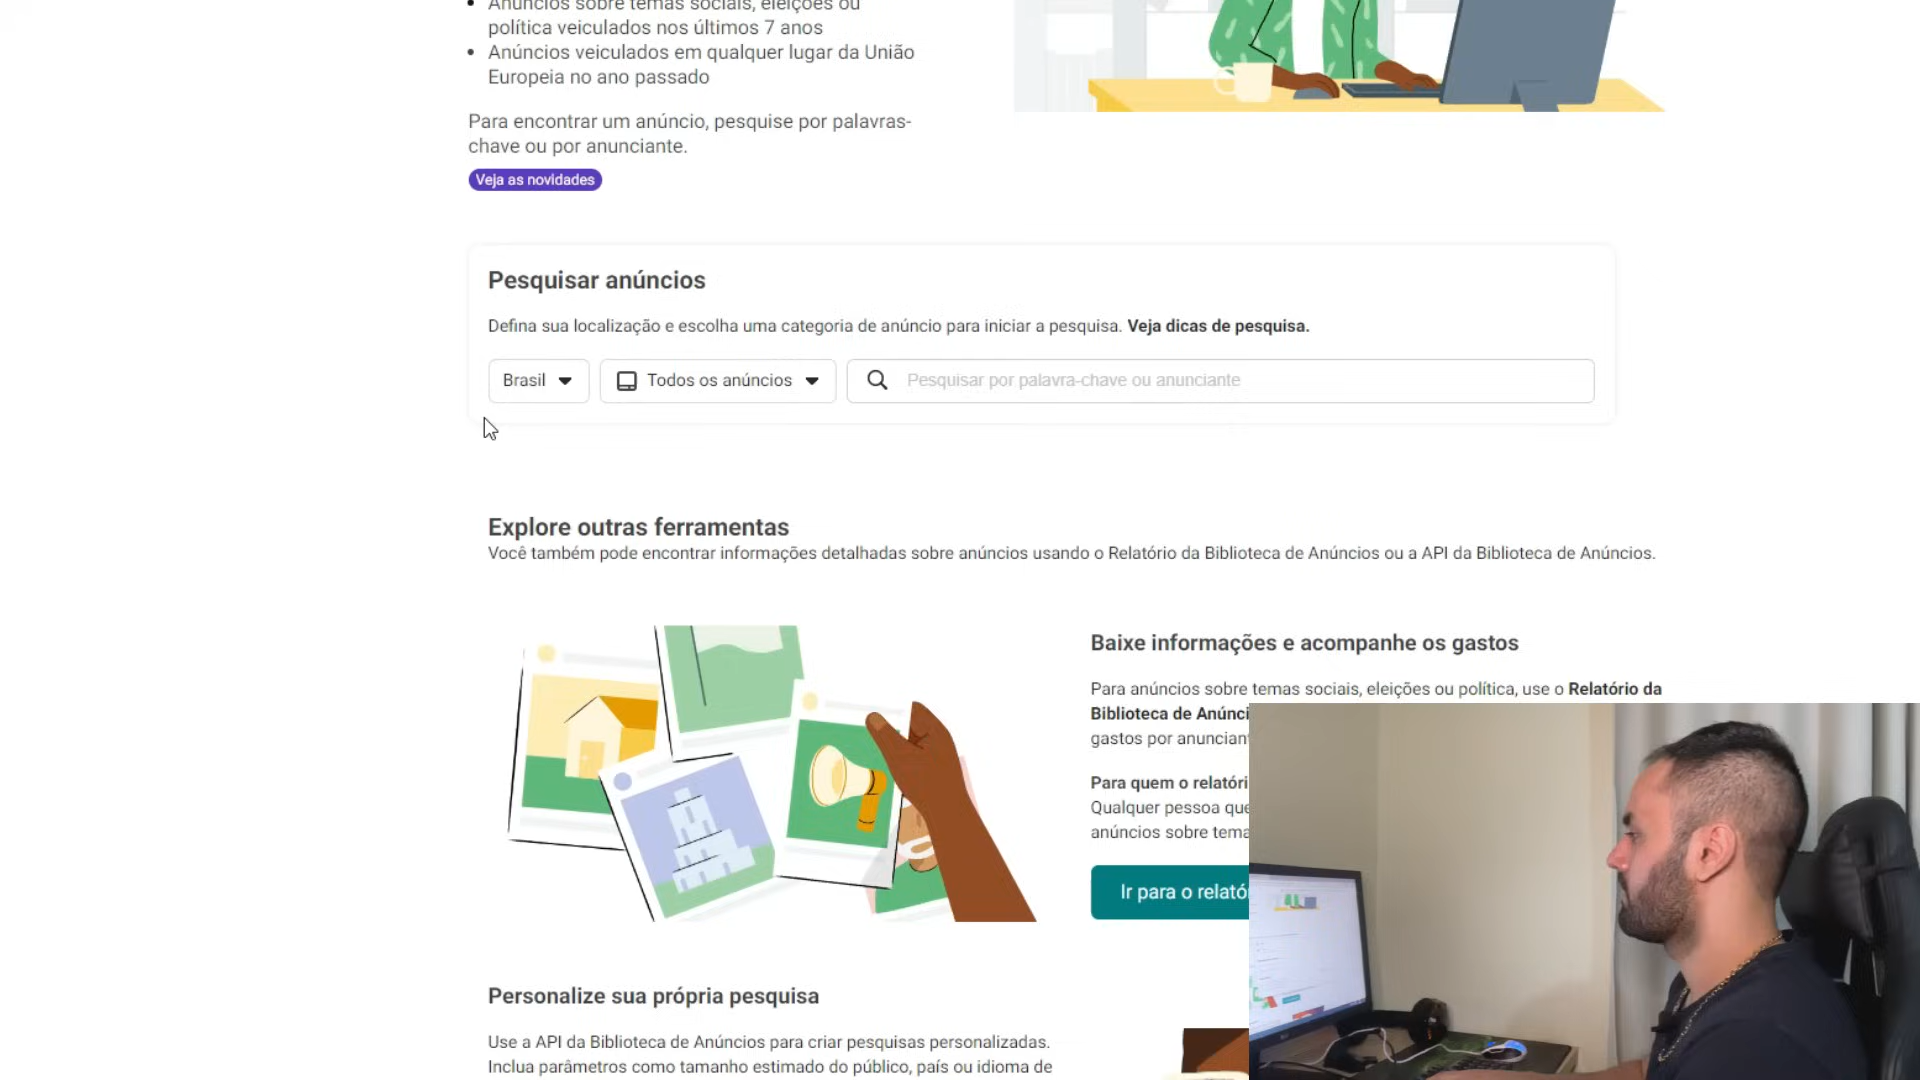 Anúncios sobre temas sociais, eleições ou
política veiculados nos últimos 7 anos
Anúncios veiculados em qualquer lugar da União
Europeia no ano passado
Para encontrar um anúncio, pesquise por palavras-
chave ou por anunciante.
Veja as novidades
Pesquisar anúncios
Defina sua localização e escolha uma categoria de anúncio para iniciar a pesquisa. Veja dicas de pesquisa.
Brasil
Todos os anúncios
Pesquisar por palavra-chave ou anunciante
Explore outras ferramentas
Você também pode encontrar informações detalhadas sobre anúncios usando o Relatório da Biblioteca de Anúncios ou a API da Biblioteca de Anúncios.
Baixe informações e acompanhe os gastos
Para anúncios sobre temas sociais, eleições ou política, use o Relatório da
Biblioteca de Anúnci
gastos por anuncian
Para quem o relatóri
Qualquer pessoa que
anúncios sobre tema
Ir para o relató
Personalize sua própria pesquisa
Use a API da Biblioteca de Anúncios para criar pesquisas personalizadas.
Inclua parâmetros como tamanho estimado do público, país ou idioma de